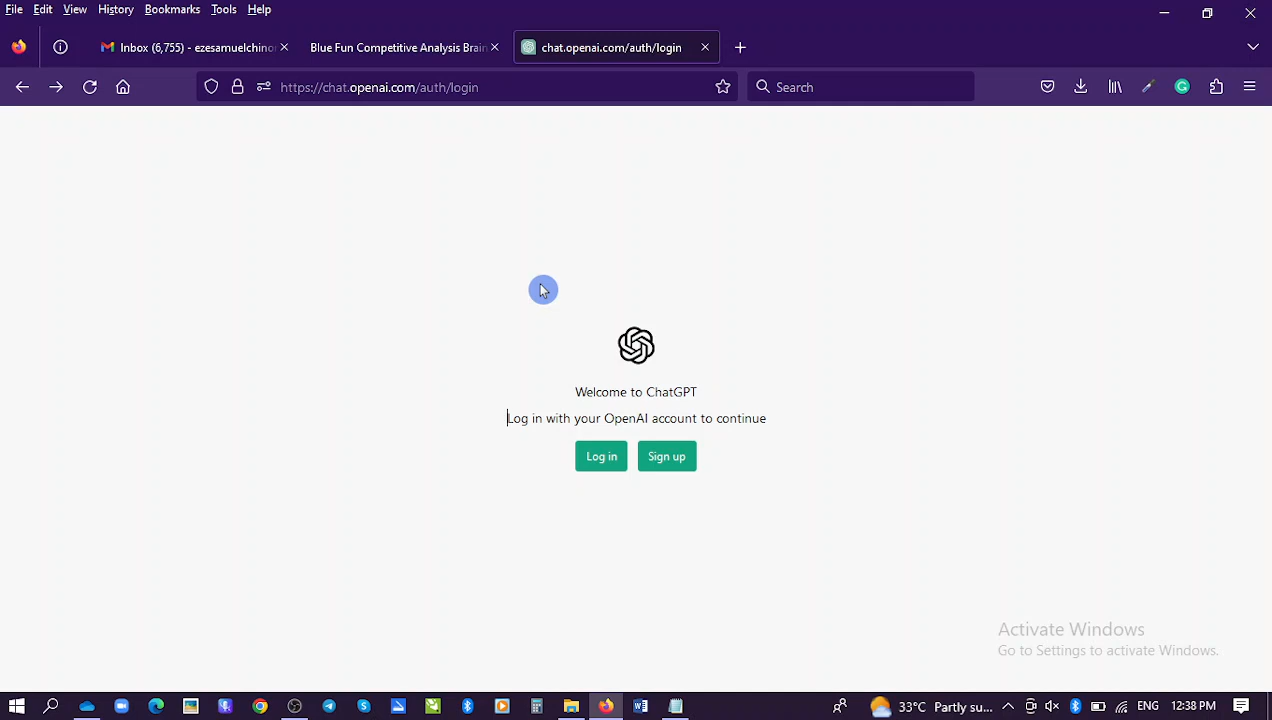 File Edit View History Bookmarks Tools Help
Inbox (6,755) - ezesamuelchinor
Blue Fun Competitive Analysis Brain
chat.openai.com/auth/login
https://chat.openai.com/auth/login
Search
Welcome to ChatGPT
Log in with your OpenAI account to continue
Log in
Sign up
Activate Windows
Go to Settings to activate Windows.
33°C Partly su...
ENG
12:38 PM